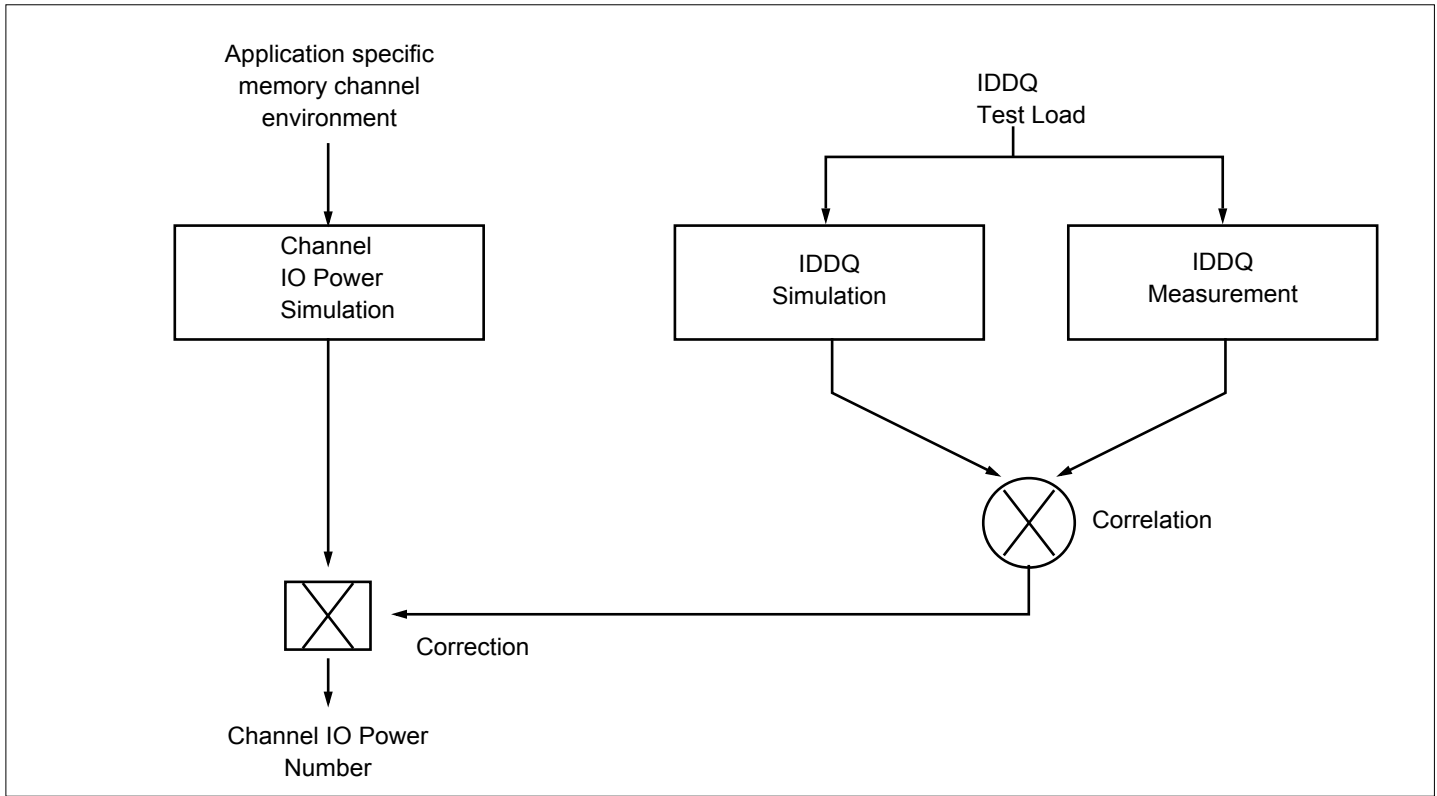 Application specific
memory channel
environment
IDDQ
Test Load
Channel
IO Power
Simulation
IDDQ
Simulation
IDDQ
Measurement
Correlation
Correction
Channel IO Power
Number